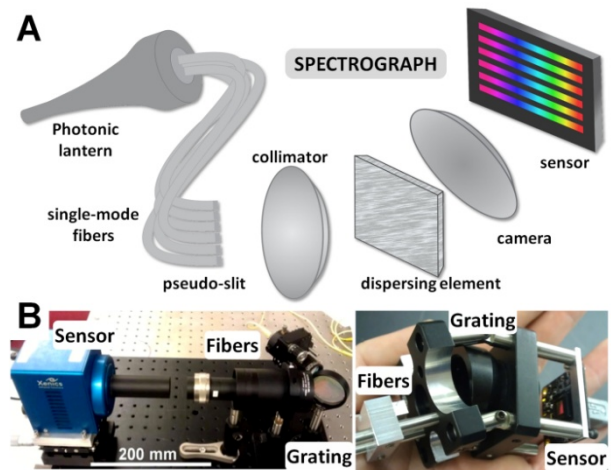 A
SPECTROGRAPH
Photonic
lantern
collimator
sensor
single-mode
fibers
camera
pseudo-slit
dispersing element
B
Sensor
Fibers
Grating
200 mm
Xenics
Grating
Fibers
Sensor